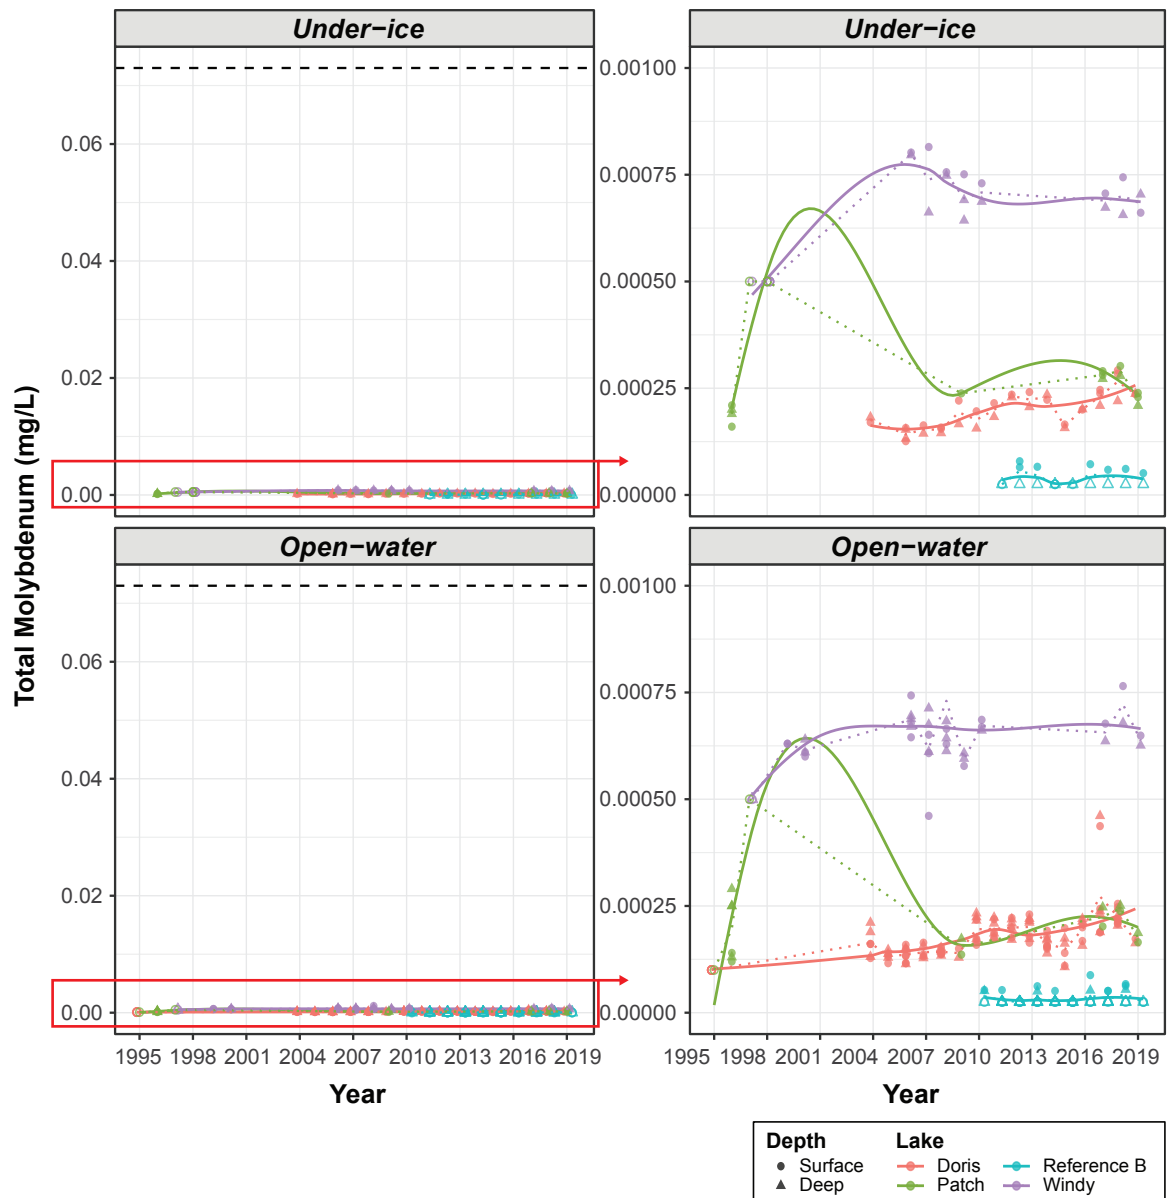 Under−ice
Under−ice
0.06
0.04
0.02
0.00
0.00100
0.00075
0.00050
0.00025
0.00000
Open−water
Open−water
0.06
0.04
0.02
0.00
0.00100
0.00075
0.00050
0.00025
0.00000
Total Molybdenum (mg/L)
1995 1998 2001 2004 2007 2010 2013 2016 2019
1995 1998 2001 2004 2007 2010 2013 2016 2019
Year
Year
Depth
Surface
Deep
Lake
Doris
Patch
Reference B
Windy